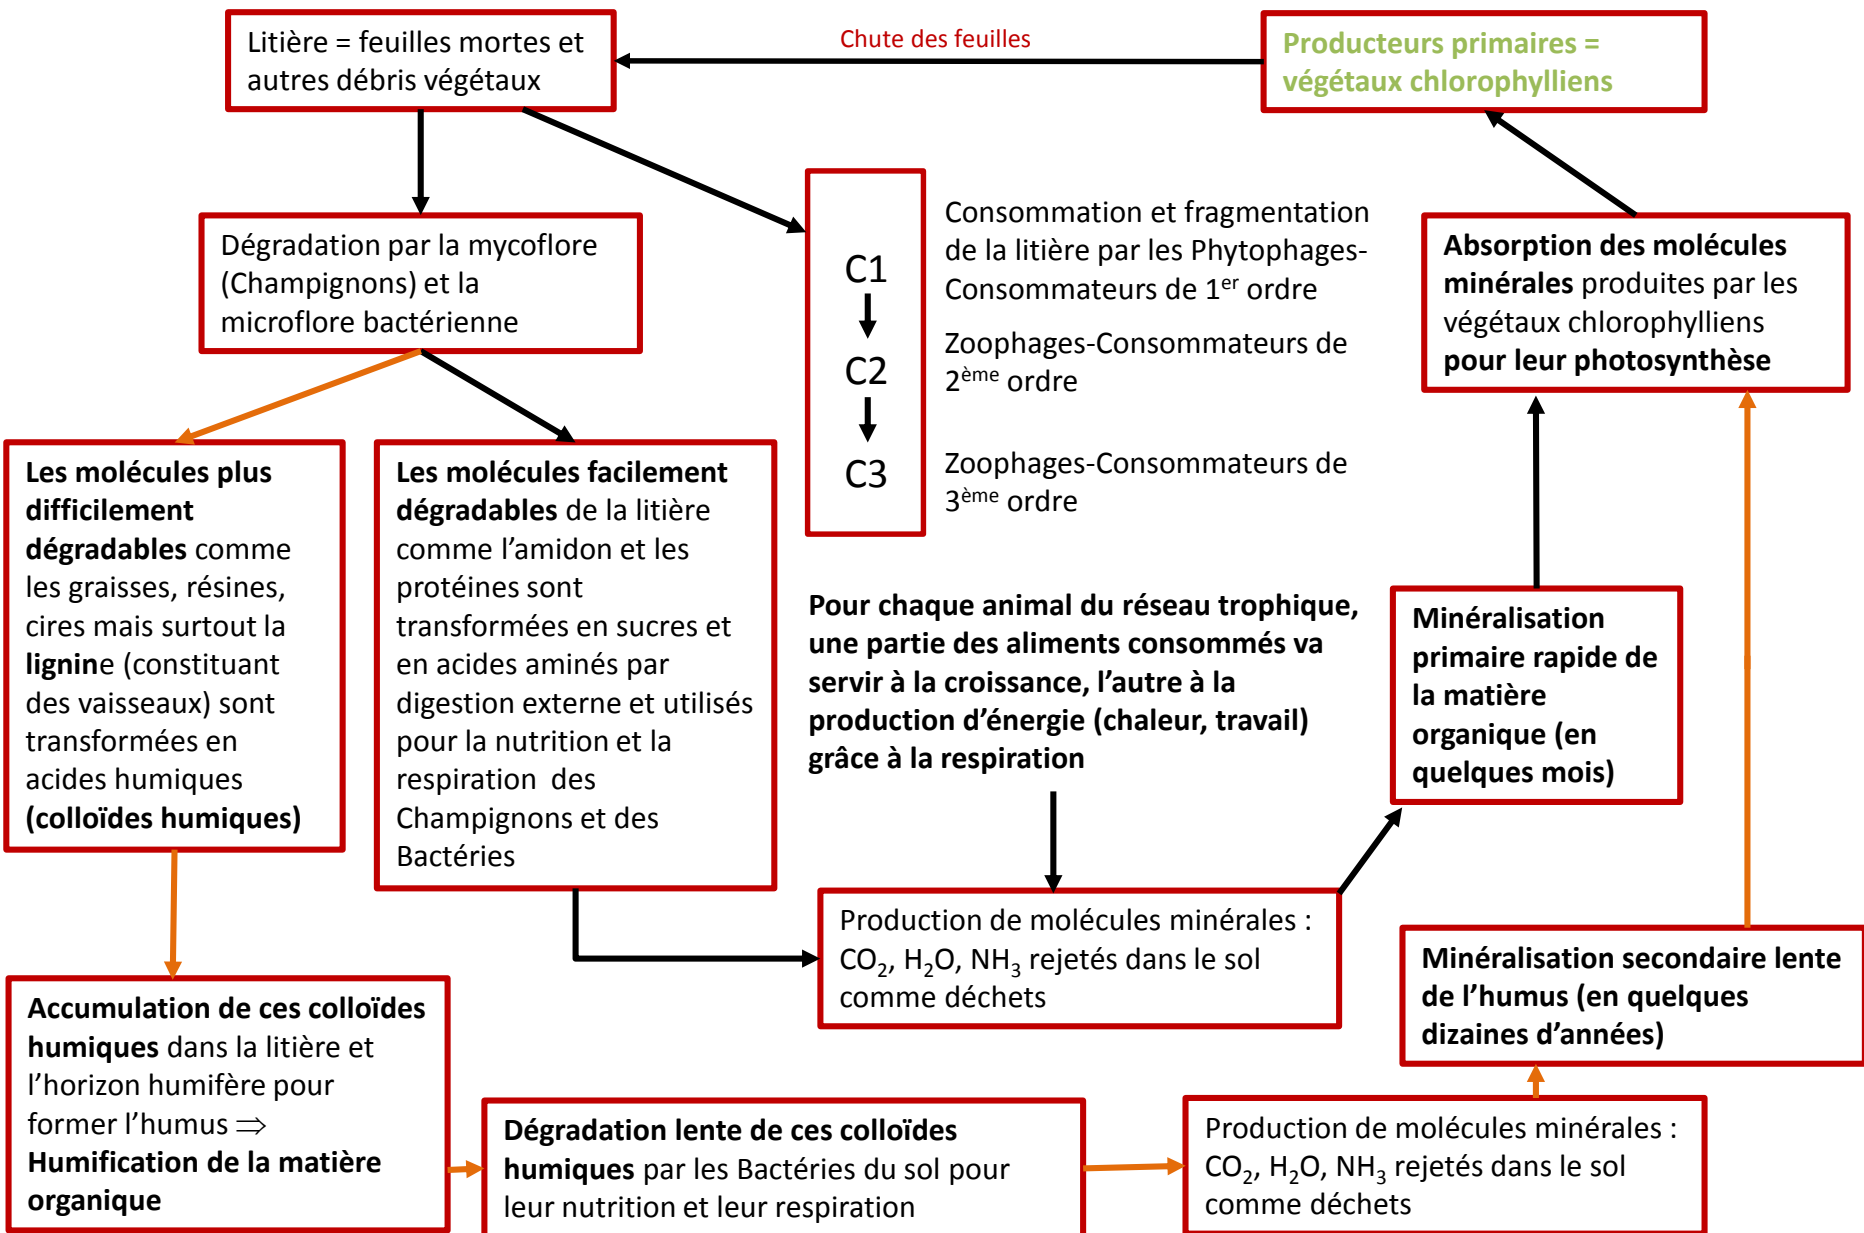 Litière = feuilles mortes et
autres débris végétaux
Chute des feuilles
Producteurs primaires =
végétaux chlorophylliens
Dégradation par la mycoflore
(Champignons) et la
microflore bactérienne
C1
C2
C3
Consommation et fragmentation
de la litière par les Phytophages-
Consommateurs de 1er ordre
Zoophages-Consommateurs de
2ème ordre
Zoophages-Consommateurs de
3ème ordre
Absorption des molécules
minérales produites par les
végétaux chlorophylliens
pour leur photosynthèse
Les molécules plus
difficilement
dégradables comme
les graisses, résines,
cires mais surtout la
lignine (constituant
des vaisseaux) sont
transformées en
acides humiques
(colloïdes humiques)
Les molécules facilement
dégradables de la litière
comme l’amidon et les
protéines sont
transformées en sucres et
en acides aminés par
digestion externe et utilisés
pour la nutrition et la
respiration des
Champignons et des
Bactéries
Pour chaque animal du réseau trophique,
une partie des aliments consommés va
servir à la croissance, l’autre à la
production d’énergie (chaleur, travail)
grâce à la respiration
Minéralisation
primaire rapide de
la matière
organique (en
quelques mois)
Production de molécules minérales :
CO2, H2O, NH3 rejetés dans le sol
comme déchets
Minéralisation secondaire lente
de l’humus (en quelques
dizaines d’années)
Accumulation de ces colloïdes
humiques dans la litière et
l’horizon humifère pour
former l’humus ⇒
Humification de la matière
organique
Dégradation lente de ces colloïdes
humiques par les Bactéries du sol pour
leur nutrition et leur respiration
Production de molécules minérales :
CO2, H2O, NH3 rejetés dans le sol
comme déchets